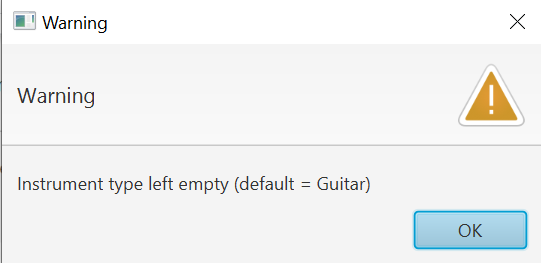 Warning
Warning
Instrument type left empty (default = Guitar)
OK